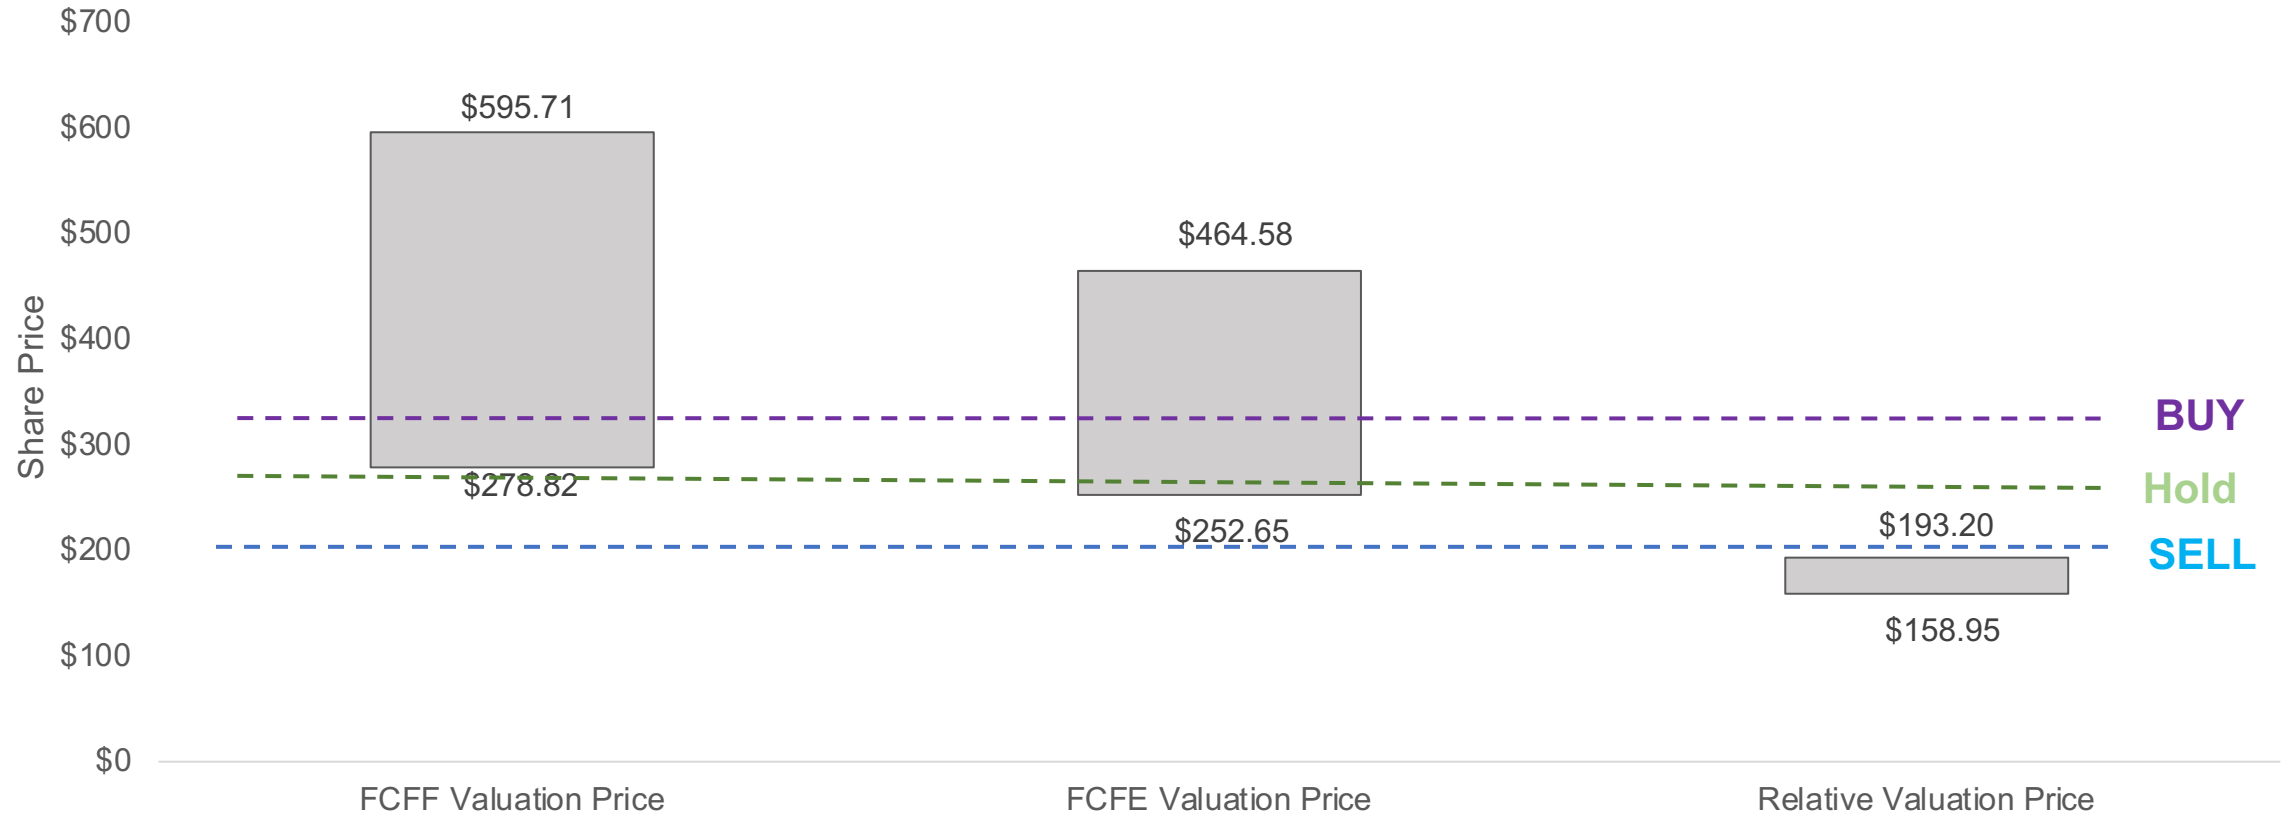 $700
$600
$500
$400
$300
$200
$100
$0
Share Price
$595.71
$278.82
$464.58
$252.65
$193.20
$158.95
BUY
Hold
SELL
FCFF Valuation Price
FCFE Valuation Price
Relative Valuation Price